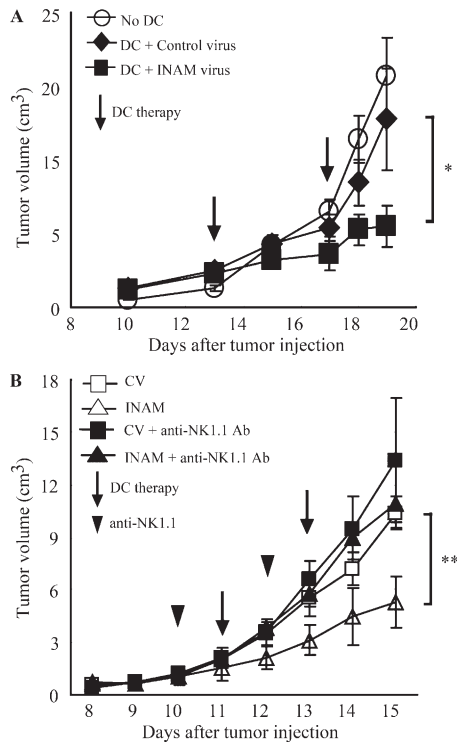 A
25
20
15
5
0
Tumor volume (cm3)
No DC
DC + Control virus
DC + INAM virus
DC therapy
*
8
10
12
14
16
18
20
Days after tumor injection
B
18
15
12
9
6
3
0
Tumor volume (cm3)
CV
INAM
CV + anti-NK1.1 Ab
INAM + anti-NK1.1 Ab
DC therapy
anti-NK1.1
**
8
9
10
11
12
13
14
15
Days after tumor injection